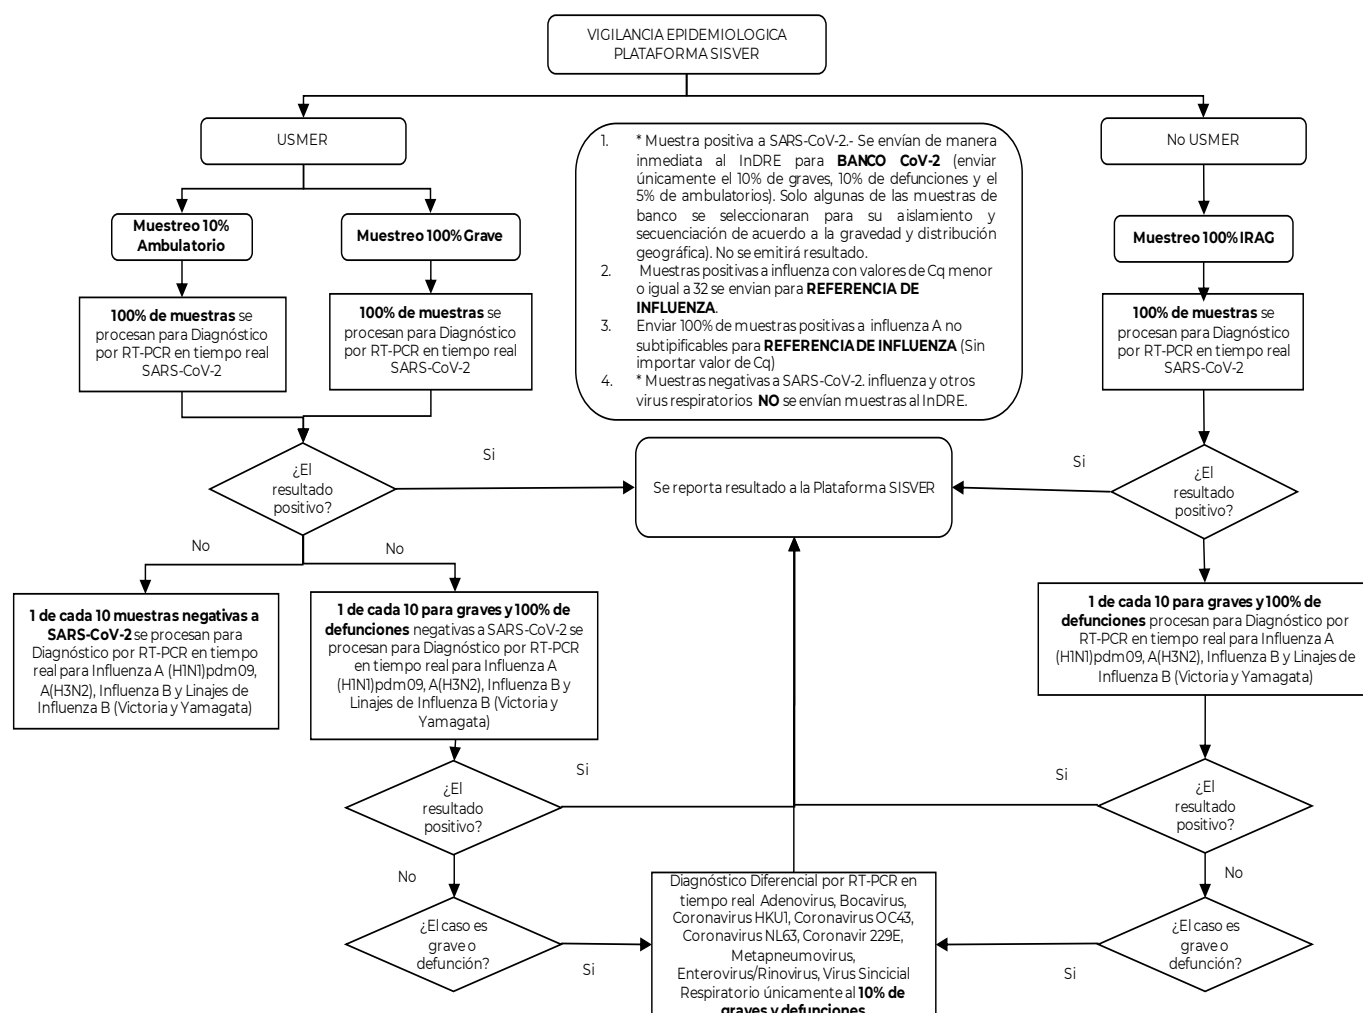 VIGILANCIA EPIDEMIOLOGICA
PLATAFORMA SISVER
USMER
No USMER
Muestreo 10%
Ambulatorio
Muestreo 100% Grave
Muestreo 100% IRAG
1. * Muestra positiva a SARS-CoV-2.- Se envían de manera
inmediata al InDRE para BANCO CoV-2 (enviar
únicamente el 10% de graves, 10% de defunciones y el
5% de ambulatorios). Solo algunas de las muestras de
banco se seleccionaran para su aislamiento y
secuenciación de acuerdo a la gravedad y distribución
geográfica). No se emitirá resultado.
2. Muestras positivas a influenza con valores de Cq menor
o igual a 32 se envian para REFERENCIA DE
INFLUENZA.
3. Enviar 100% de muestras positivas a influenza A no
subtipificables para REFERENCIA DE INFLUENZA (Sin
importar valor de Cq)
4. * Muestras negativas a SARS-CoV-2. influenza y otros
virus respiratorios NO se envían muestras al InDRE.
100% de muestras se
procesan para Diagnóstico
por RT-PCR en tiempo real
SARS-CoV-2
100% de muestras se
procesan para Diagnóstico
por RT-PCR en tiempo real
SARS-CoV-2
100% de muestras se
procesan para Diagnóstico
por RT-PCR en tiempo real
SARS-CoV-2
¿El
resultado
positivo?
Si
Se reporta resultado a la Plataforma SISVER
Si
¿El
resultado
positivo?
No
No
1 de cada 10 muestras negativas a
SARS-CoV-2 se procesan para
Diagnóstico por RT-PCR en tiempo
real para Influenza A (H1N1)pdm09,
A(H3N2), Influenza B y Linajes de
Influenza B (Victoria y Yamagata)
1 de cada 10 para graves y 100% de
defunciones negativas a SARS-CoV-2 se
procesan para Diagnóstico por RT-PCR
en tiempo real para Influenza A
(H1N1)pdm09, A(H3N2), Influenza B y
Linajes de Influenza B (Victoria y
Yamagata)
1 de cada 10 para graves y 100% de
defunciones procesan para Diagnóstico por
RT-PCR en tiempo real para Influenza A
(H1N1)pdm09, A(H3N2), Influenza B y Linajes de
Influenza B (Victoria y Yamagata)
¿El
resultado
positivo?
Si
Si
¿El
resultado
positivo?
No
No
¿El caso es
grave o
defunción?
Si
Diagnóstico Diferencial por RT-PCR en
tiempo real Adenovirus, Bocavirus,
Coronavirus HKU1, Coronavirus OC43,
Coronavirus NL63, Coronavir 229E,
Metapneumovirus,
Enterovirus/Rinovirus, Virus Sincicial
Respiratorio únicamente al 10% de
graves y defunciones
Si
¿El caso es
grave o
defunción?